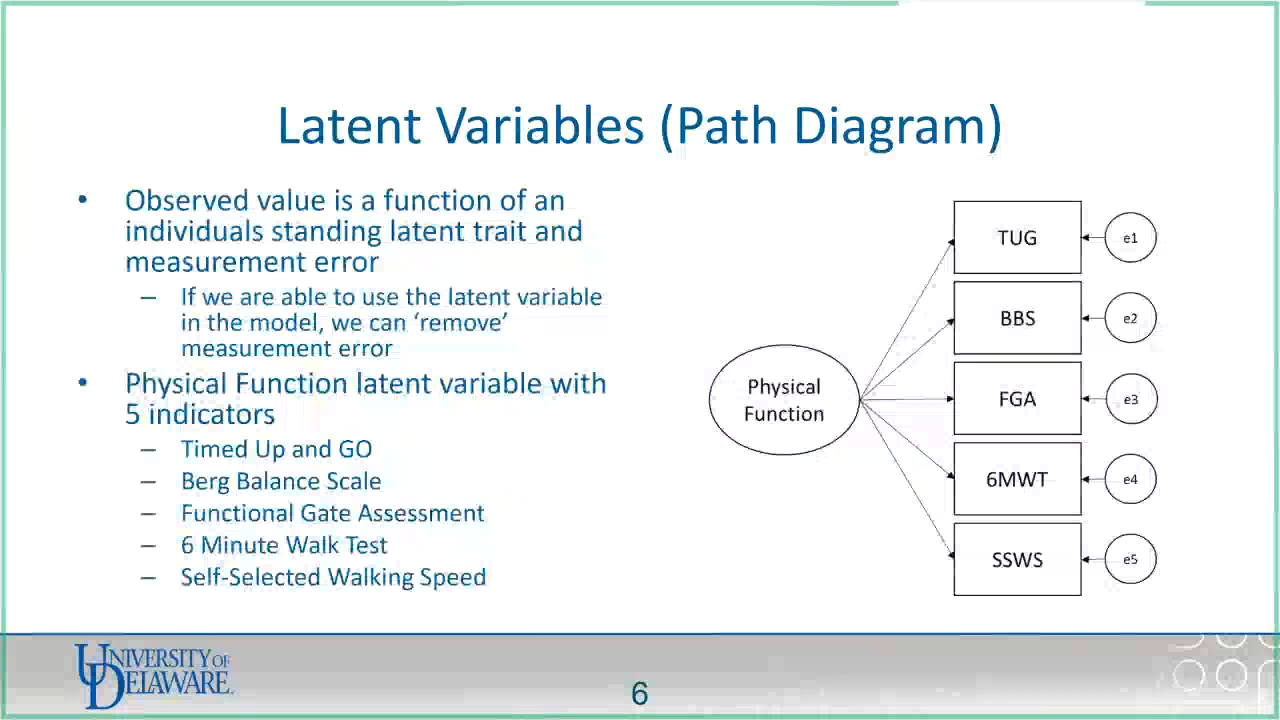 Latent Variables (Path Diagram)
• Observed value is a function of an
individuals standing latent trait and
measurement error
– If we are able to use the latent variable
in the model, we can ‘remove’
measurement error
• Physical Function latent variable with
5 indicators
– Timed Up and GO
– Berg Balance Scale
– Functional Gate Assessment
– 6 Minute Walk Test
– Self-Selected Walking Speed
Physical
Function
TUG
e1
BBS
e2
FGA
e3
6MWT
e4
SSWS
e5
UNIVERSITY OF
DELAWARE.
6